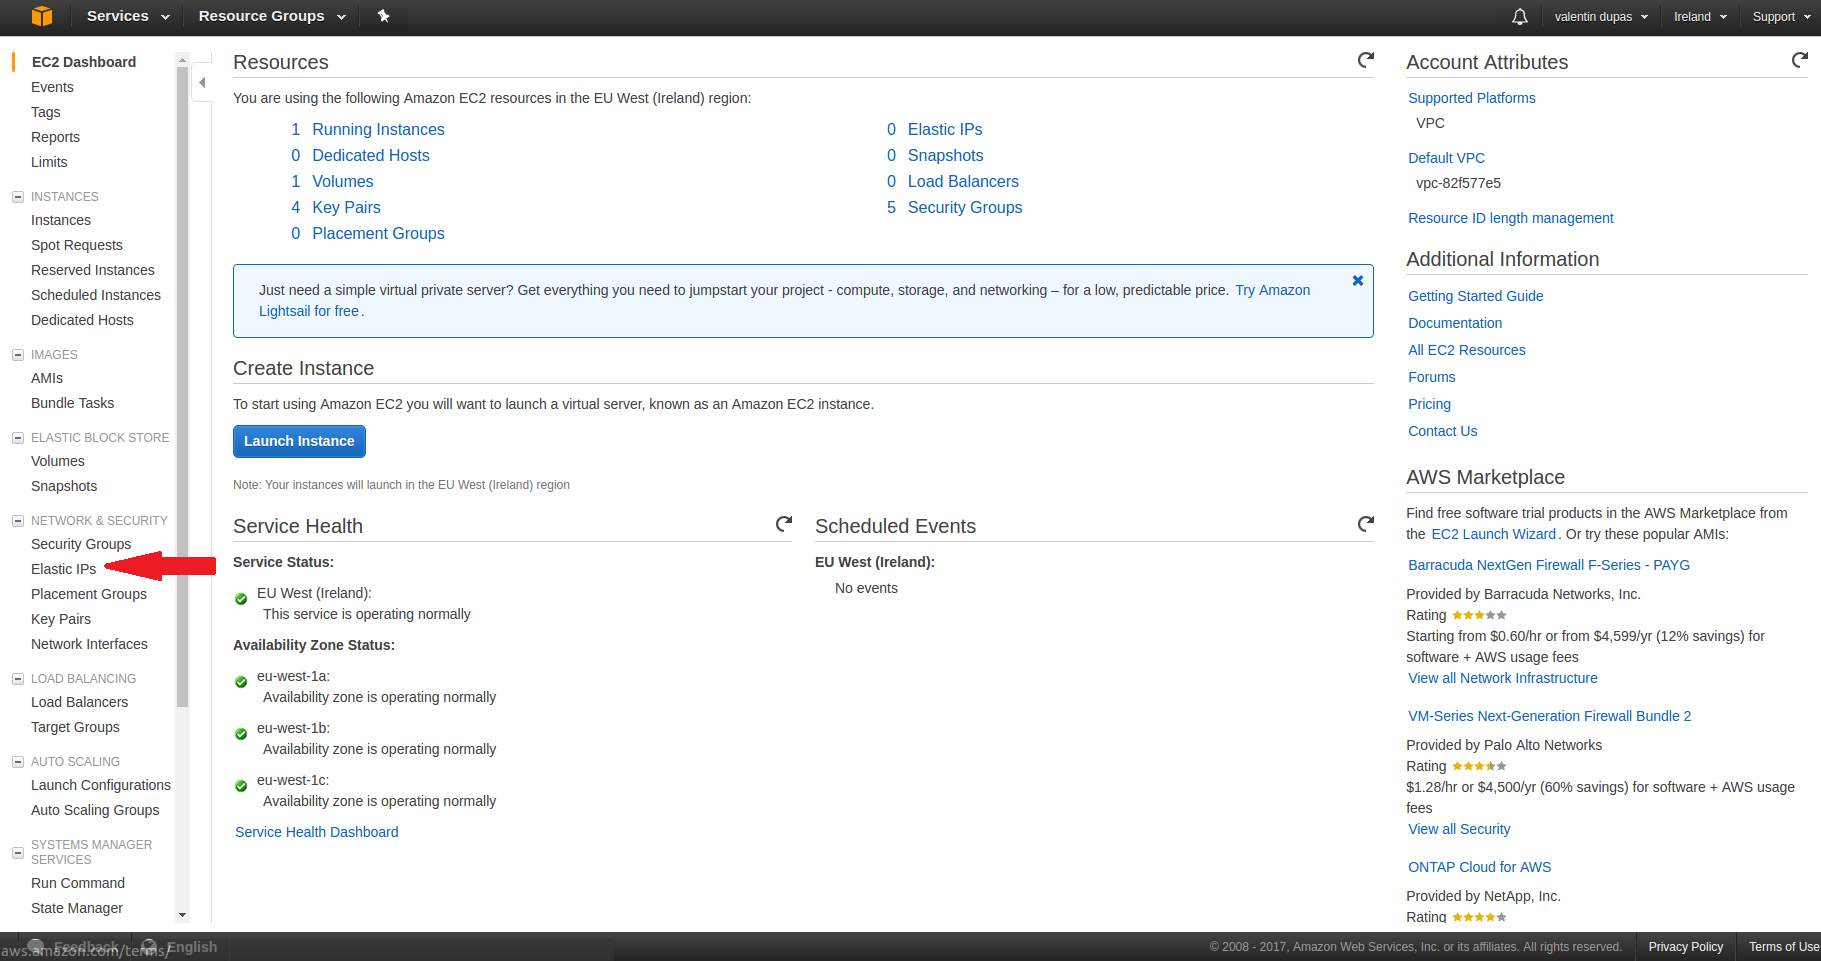 Services
Resource Groups
valentin dupas
Ireland
Support
EC2 Dashboard
Events
Tags
Reports
Limits
INSTANCES
Instances
Spot Requests
Reserved Instances
Scheduled Instances
Dedicated Hosts
IMAGES
AMIs
Bundle Tasks
ELASTIC BLOCK STORE
Volumes
Snapshots
NETWORK & SECURITY
Security Groups
Elastic IPs
Placement Groups
Key Pairs
Network Interfaces
LOAD BALANCING
Load Balancers
Target Groups
AUTO SCALING
Launch Configurations
Auto Scaling Groups
SYSTEMS MANAGER
SERVICES
Run Command
State Manager
Resources
You are using the following Amazon EC2 resources in the EU West (Ireland) region:
1 Running Instances
0 Dedicated Hosts
1 Volumes
4 Key Pairs
0 Placement Groups
0 Elastic IPs
0 Snapshots
0 Load Balancers
5 Security Groups
Just need a simple virtual private server? Get everything you need to jumpstart your project - compute, storage, and networking – for a low, predictable price. Try Amazon
Lightsail for free.
Create Instance
To start using Amazon EC2 you will want to launch a virtual server, known as an Amazon EC2 instance.
Launch Instance
Note: Your instances will launch in the EU West (Ireland) region
Service Health
Service Status:
EU West (Ireland):
This service is operating normally
Availability Zone Status:
eu-west-1a:
Availability zone is operating normally
eu-west-1b:
Availability zone is operating normally
eu-west-1c:
Availability zone is operating normally
Service Health Dashboard
Scheduled Events
EU West (Ireland):
No events
Account Attributes
Supported Platforms
VPC
Default VPC
vpc-82f577e5
Resource ID length management
Additional Information
Getting Started Guide
Documentation
All EC2 Resources
Forums
Pricing
Contact Us
AWS Marketplace
Find free software trial products in the AWS Marketplace from
the EC2 Launch Wizard. Or try these popular AMIs:
Barracuda NextGen Firewall F-Series - PAYG
Provided by Barracuda Networks, Inc.
Rating
Starting from $0.60/hr or from $4,599/yr (12% savings) for
software + AWS usage fees
View all Network Infrastructure
VM-Series Next-Generation Firewall Bundle 2
Provided by Palo Alto Networks
Rating
$1.28/hr or $4,500/yr (60% savings) for software + AWS usage
fees
View all Security
ONTAP Cloud for AWS
Provided by NetApp, Inc.
Rating
Feedback
English
aws.amazon.com/terms/
© 2008 - 2017, Amazon Web Services, Inc. or its affiliates. All rights reserved.
Privacy Policy
Terms of Use